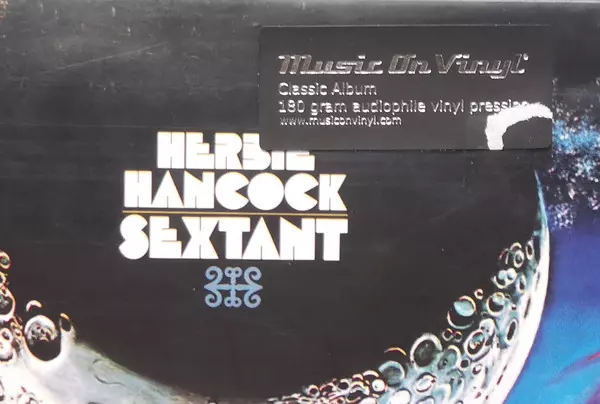 Music On Vinyl
Classic Album
180 gram audiophile vinyl pressing
www.musiconvinyl.com
HERBIE
HANCOCK
SEXTANT